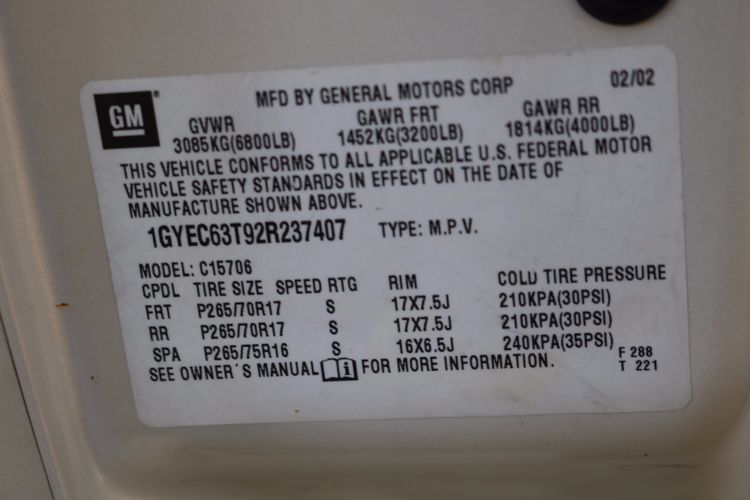 GM
MFD BY GENERAL MOTORS CORP 02/02
GVWR GAWR FRT GAWR RR
3085KG(6800LB) 1452KG(3200LB) 1814KG(4000LB)
THIS VEHICLE CONFORMS TO ALL APPLICABLE U.S. FEDERAL MOTOR
VEHICLE SAFETY STANDARDS IN EFFECT ON THE DATE OF
MANUFACTURE SHOWN ABOVE.
1GYEC63T92R237407 TYPE: M.P.V.
MODEL: C15706
CPDL TIRE SIZE SPEED RTG RIM COLD TIRE PRESSURE
FRT P265/70R17 S 17X7.5J 210KPA(30PSI)
RR P265/70R17 S 17X7.5J 210KPA(30PSI)
SPA P265/75R16 S 16X6.5J 240KPA(35PSI) F 288
SEE OWNER'S MANUAL i FOR MORE INFORMATION. T 221